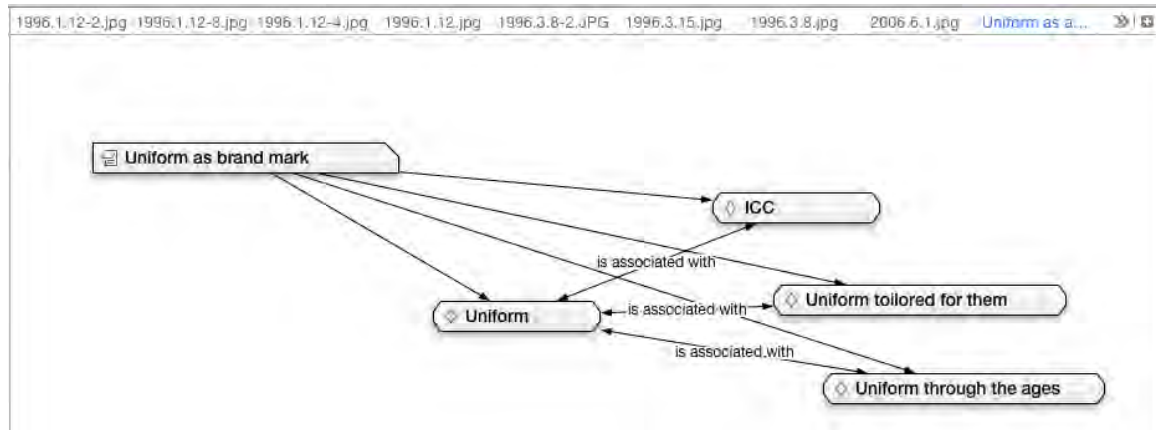 1996.1.12-2.jpg 1996.1.12-8.jpg 1996.1.12-4.jpg 1996.1.12.jpg 1996.3.8-2.JPG 1996.3.15.jpg 1996.3.8.jpg 2006.6.1.jpg Uniform as a...
Uniform as brand mark
ICC
is associated with
Uniform toilored for them
is associated with
Uniform
is associated with
Uniform through the ages